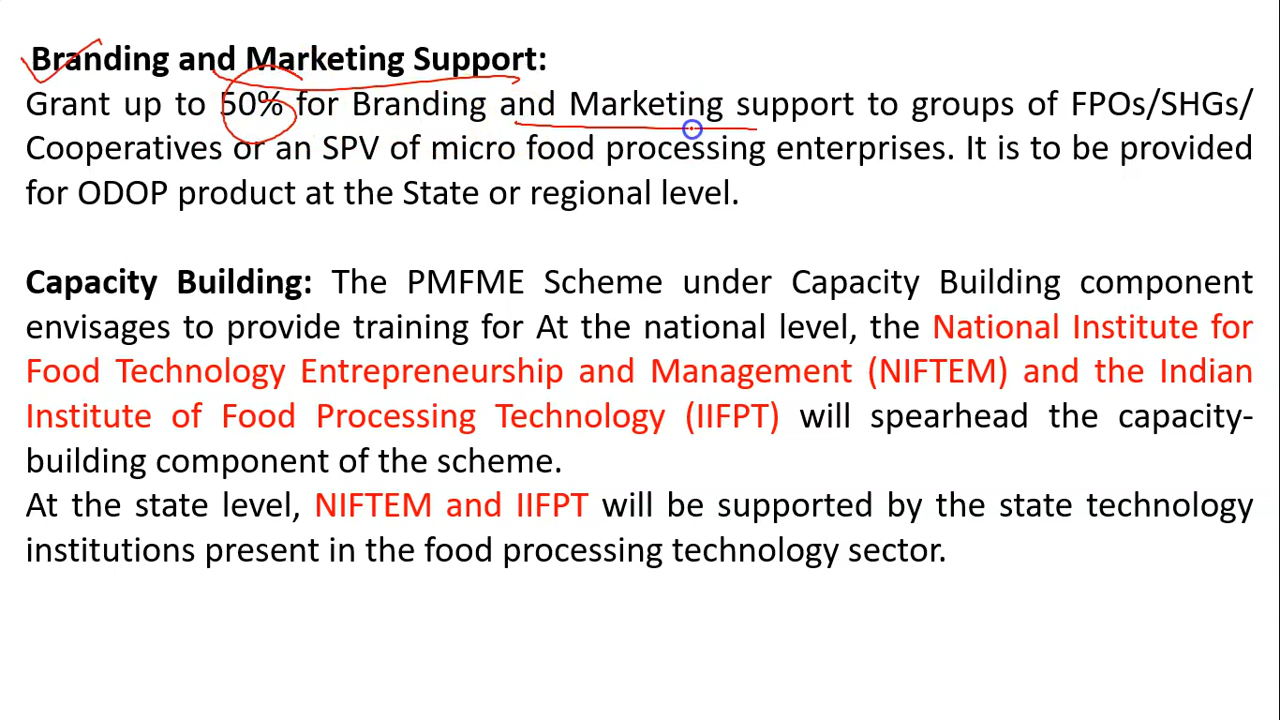 Branding and Marketing Support:
Grant up to 50% for Branding and Marketing support to groups of FPOs/SHGs/
Cooperatives or an SPV of micro food processing enterprises. It is to be provided
for ODOP product at the State or regional level.
Capacity Building: The PMFME Scheme under Capacity Building component
envisages to provide training for At the national level, the National Institute for
Food Technology Entrepreneurship and Management (NIFTEM) and the Indian
Institute of Food Processing Technology (IIFPT) will spearhead the capacity-
building component of the scheme.
At the state level, NIFTEM and IIFPT will be supported by the state technology
institutions present in the food processing technology sector.